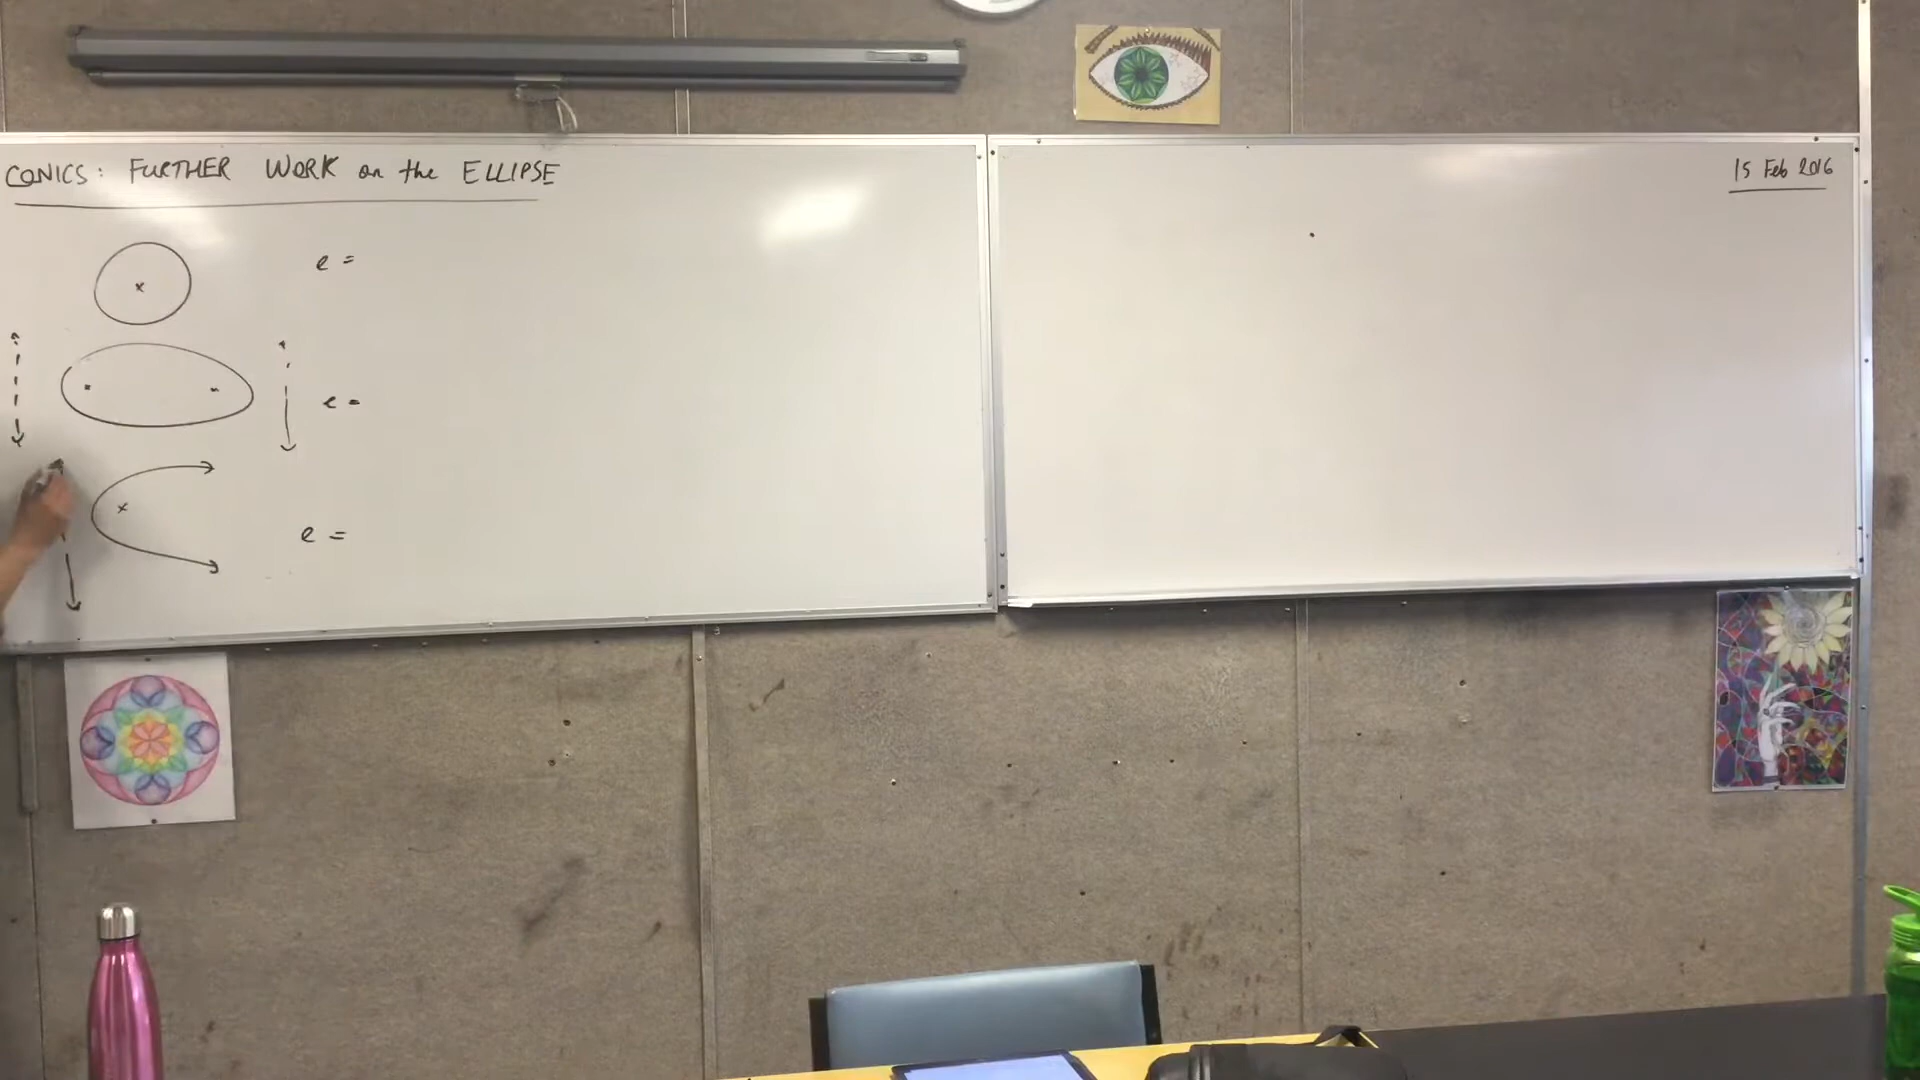 CONICS: FURTHER WORK on the ELLIPSE
15 Feb 2016
e =
e =
e =